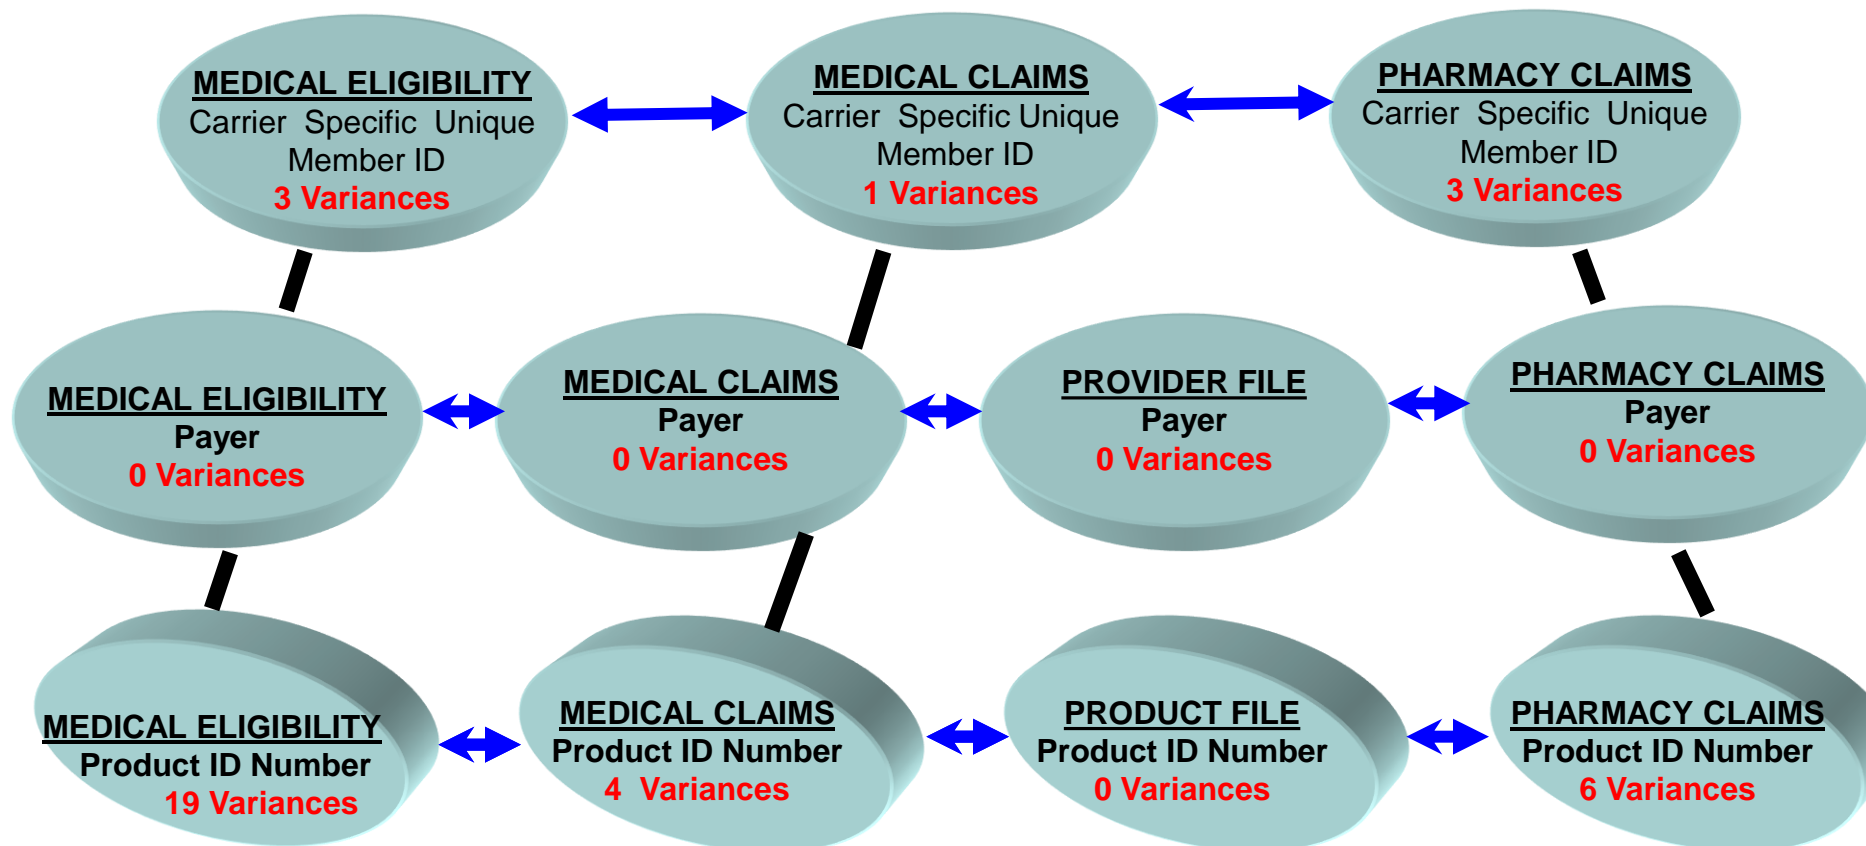 MEDICAL ELIGIBILITY
Carrier Specific Unique
Member ID
3 Variances
MEDICAL CLAIMS
Carrier Specific Unique
Member ID
1 Variances
PHARMACY CLAIMS
Carrier Specific Unique
Member ID
3 Variances
MEDICAL ELIGIBILITY
Payer
0 Variances
MEDICAL CLAIMS
Payer
0 Variances
PROVIDER FILE
Payer
0 Variances
PHARMACY CLAIMS
Payer
0 Variances
MEDICAL ELIGIBILITY
Product ID Number
19 Variances
MEDICAL CLAIMS
Product ID Number
4 Variances
PRODUCT FILE
Product ID Number
0 Variances
PHARMACY CLAIMS
Product ID Number
6 Variances